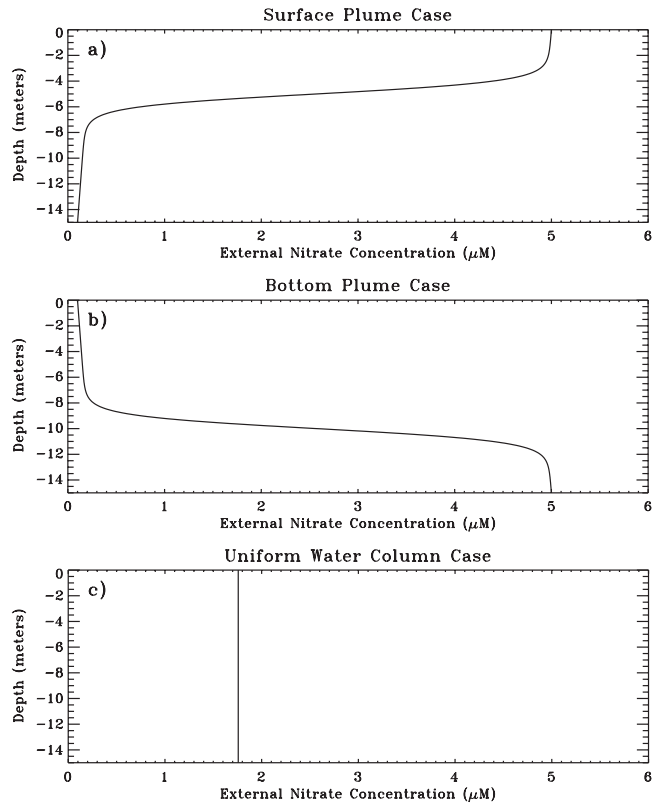 Surface Plume Case
a)
0
−2
−4
−6
−8
−10
−12
−14
Depth (meters)
0 1 2 3 4 5 6
External Nitrate Concentration (μM)
Bottom Plume Case
b)
0
−2
−4
−6
−8
−10
−12
−14
Depth (meters)
0 1 2 3 4 5 6
External Nitrate Concentration (μM)
Uniform Water Column Case
c)
0
−2
−4
−6
−8
−10
−12
−14
Depth (meters)
0 1 2 3 4 5 6
External Nitrate Concentration (μM)